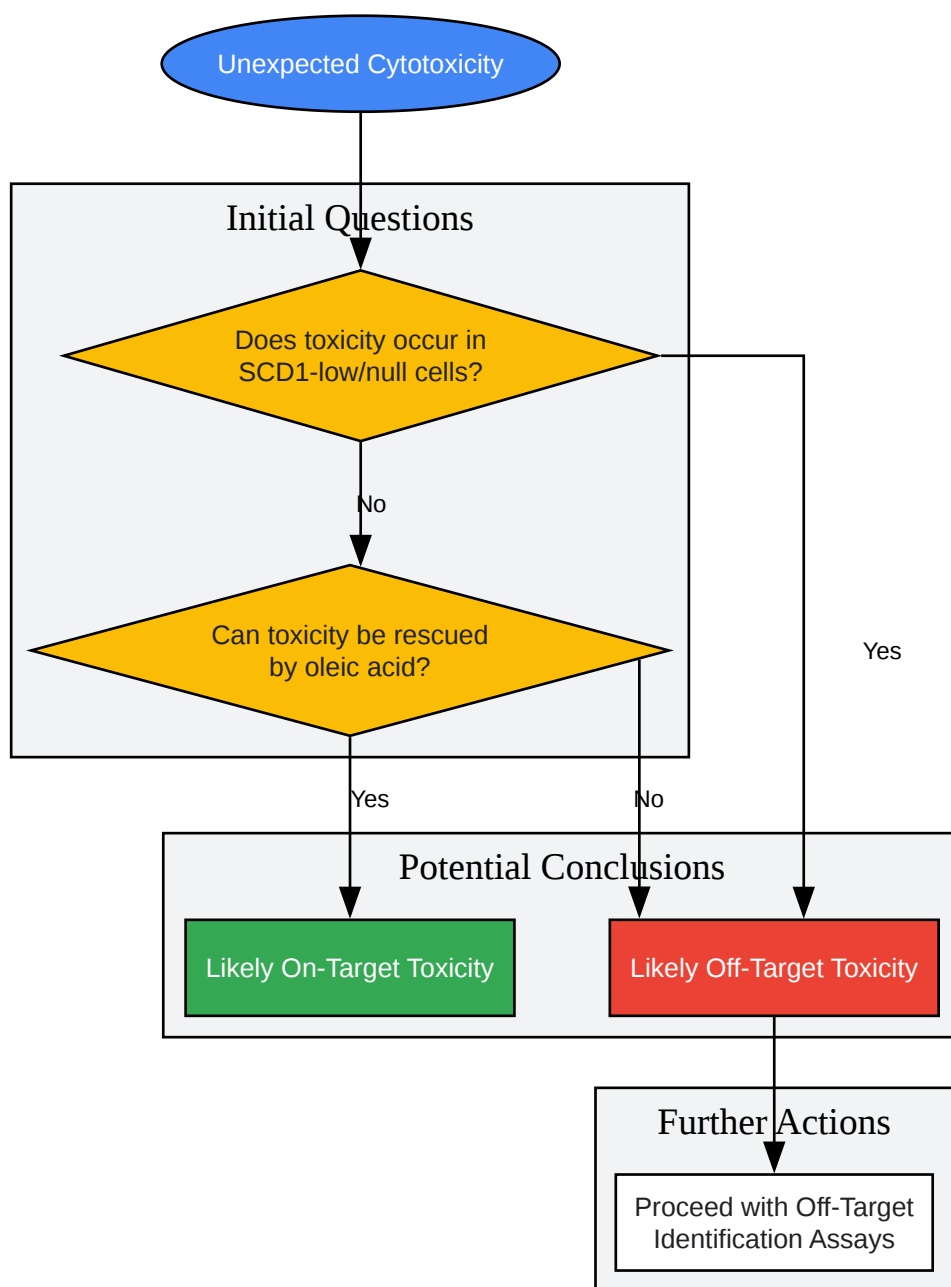 Unexpected Cytotoxicity
Initial Questions
Does toxicity occur in
SCD1-low/null cells?
No
Can toxicity be rescued
by oleic acid?
Yes
Yes
No
Potential Conclusions
Likely On-Target Toxicity
Likely Off-Target Toxicity
Further Actions
Proceed with Off-Target
Identification Assays